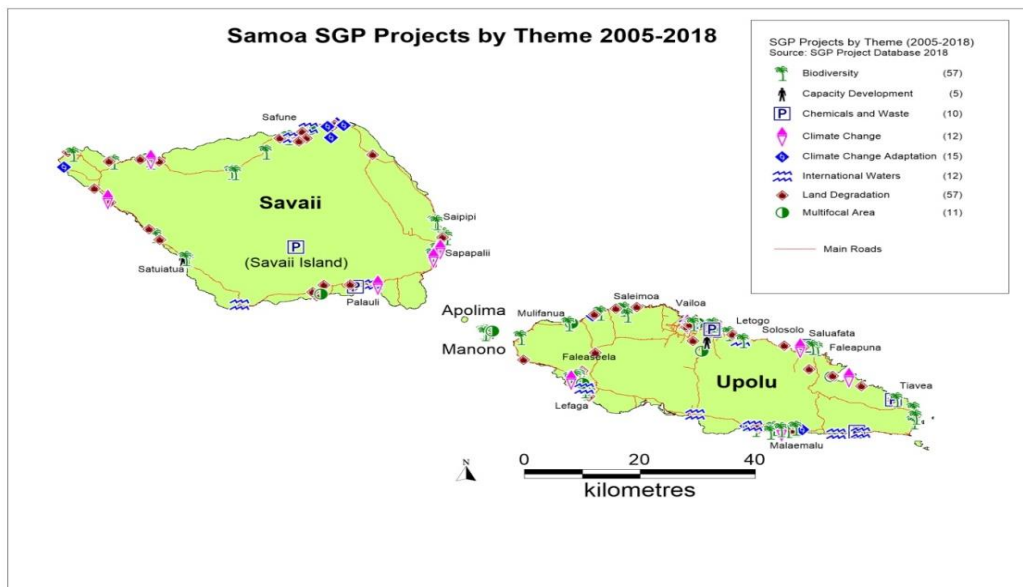 Samoa SGP Projects by Theme 2005-2018
SGP Projects by Theme (2005-2018)
Source: SGP Project Database 2018
Biodiversity (57)
Capacity Development (5)
P Chemicals and Waste (10)
Climate Change (12)
Climate Change Adaptation (15)
International Waters (12)
Land Degradation (57)
Multifocal Area (11)
Main Roads
Safune
Savaii
Saipipi
P
Sapapalii
(Savaii Island)
Satuiatua
P
Palauli
Apolima
Manono
Mulifanua
Saleimoa
Vailoa
P
Letogo
Solosolo
Saluafata
Faleapuna
Faleaseela
Upolu
Tiavea
Lefaga
Malaemalu
N
0 20 40
kilometres